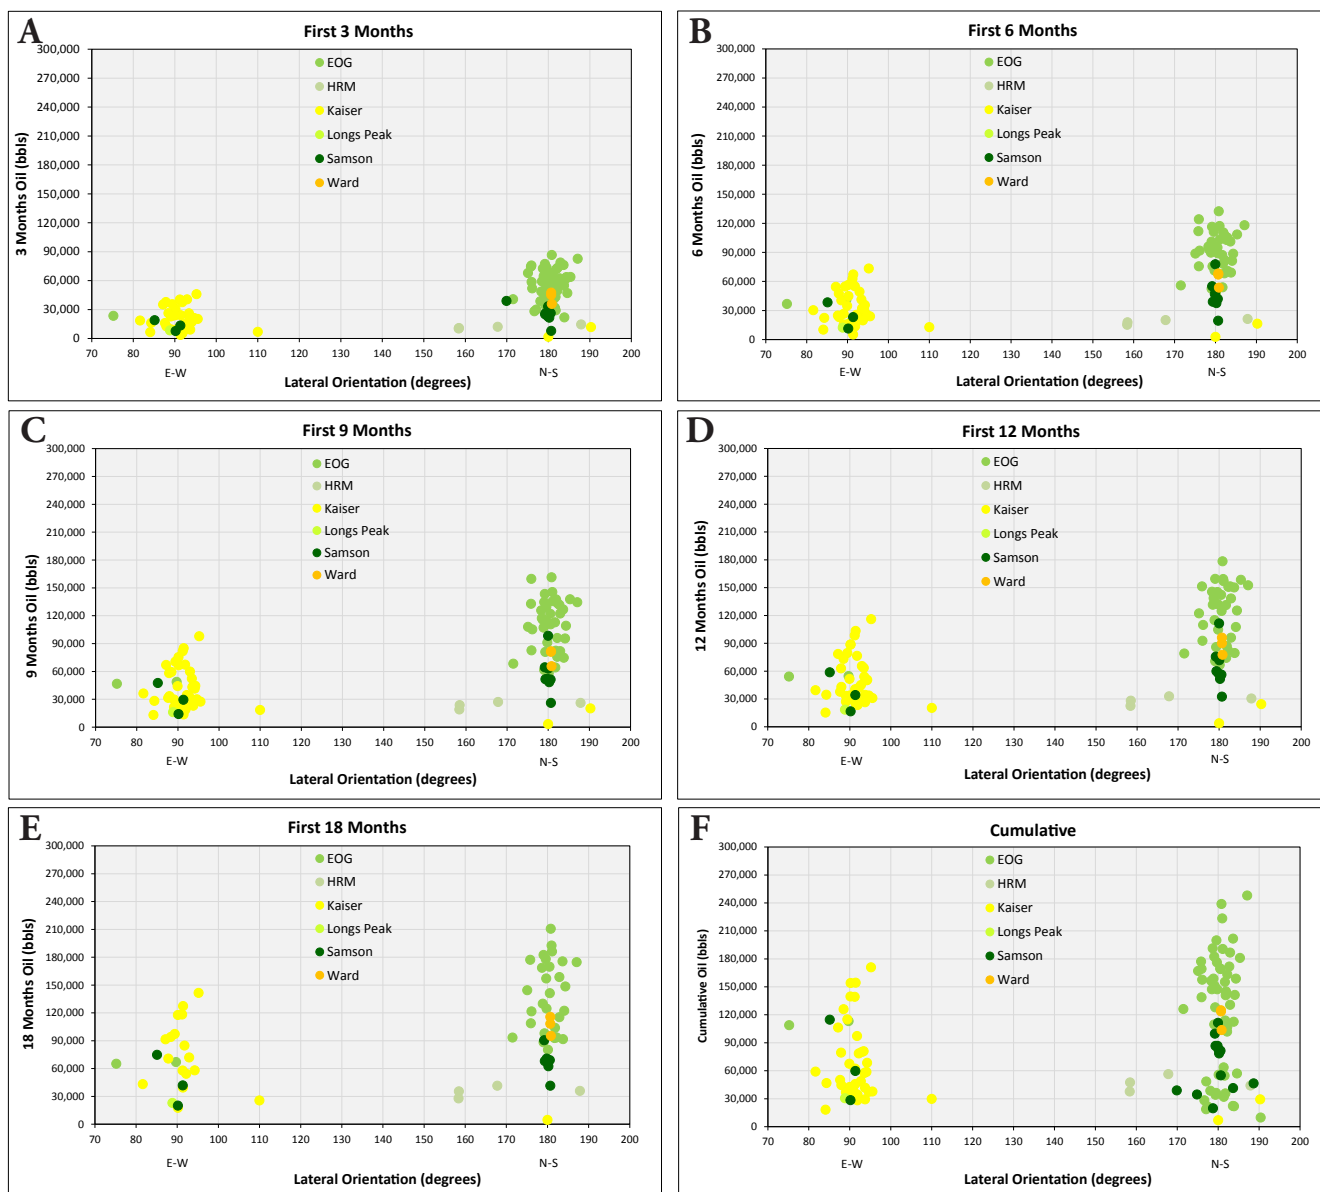 A
First 3 Months
3 Months Oil (bbls)
300,000
270,000
240,000
210,000
180,000
150,000
120,000
90,000
60,000
30,000
0
EOG
HRM
Kaiser
Longs Peak
Samson
Ward
70 80 90 100 110 120 130 140 150 160 170 180 190 200
E-W N-S
Lateral Orientation (degrees)
B
First 6 Months
6 Months Oil (bbls)
300,000
270,000
240,000
210,000
180,000
150,000
120,000
90,000
60,000
30,000
0
EOG
HRM
Kaiser
Longs Peak
Samson
Ward
70 80 90 100 110 120 130 140 150 160 170 180 190 200
E-W N-S
Lateral Orientation (degrees)
C
First 9 Months
9 Months Oil (bbls)
300,000
270,000
240,000
210,000
180,000
150,000
120,000
90,000
60,000
30,000
0
EOG
HRM
Kaiser
Longs Peak
Samson
Ward
70 80 90 100 110 120 130 140 150 160 170 180 190 200
E-W N-S
Lateral Orientation (degrees)
D
First 12 Months
12 Months Oil (bbls)
300,000
270,000
240,000
210,000
180,000
150,000
120,000
90,000
60,000
30,000
0
EOG
HRM
Kaiser
Longs Peak
Samson
Ward
70 80 90 100 110 120 130 140 150 160 170 180 190 200
E-W N-S
Lateral Orientation (degrees)
E
First 18 Months
18 Months Oil (bbls)
300,000
270,000
240,000
210,000
180,000
150,000
120,000
90,000
60,000
30,000
0
EOG
HRM
Kaiser
Longs Peak
Samson
Ward
70 80 90 100 110 120 130 140 150 160 170 180 190 200
E-W N-S
Lateral Orientation (degrees)
F
Cumulative
Cumulative Oil (bbls)
300,000
270,000
240,000
210,000
180,000
150,000
120,000
90,000
60,000
30,000
0
EOG
HRM
Kaiser
Longs Peak
Samson
Ward
70 80 90 100 110 120 130 140 150 160 170 180 190 200
E-W N-S
Lateral Orientation (degrees)